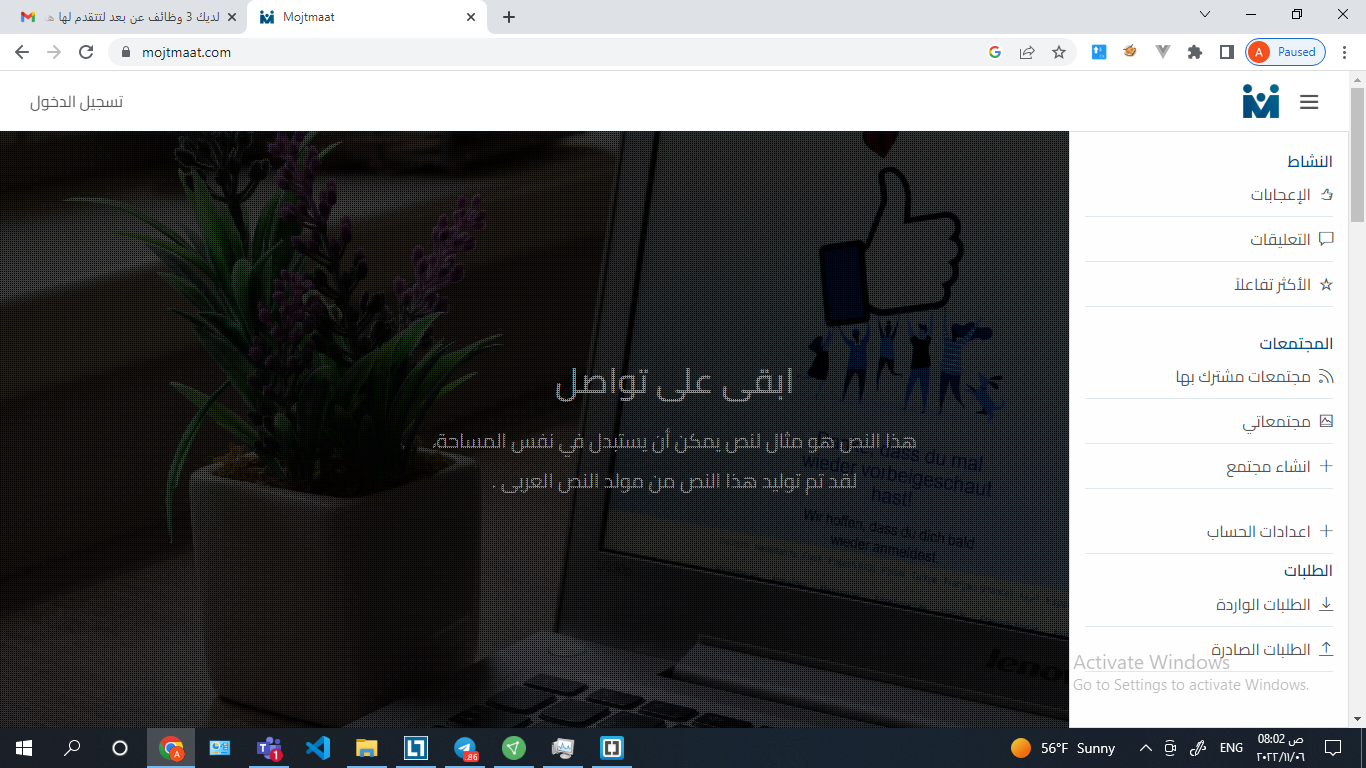 لديك 3 وظائف عن بعد لتتقدم لها
Mojtmaat
mojtmaat.com
A
Paused
تسجيل الدخول
النشاط
الإعجابات
التعليقات
الأكثر تفاعلاً
المجتمعات
مجتمعات مشترك بها
مجتمعاتي
انشاء مجتمع
اعدادات الحساب
الطلبات
الطلبات الواردة
الطلبات الصادرة
ابقى على تواصل
هذا النص هو مثال لنص يمكن أن يستبدل في نفس المساحة،
لقد تم توليد هذا النص من مولد النص العربى .
dass du mal
wieder vorbeigeschaut
hast!
Wir hoffen, dass du dich bald
wieder anmeldest.
lenovo
Activate Windows
Go to Settings to activate Windows.
A
1
86
56°F Sunny
ENG
08:02 ص
٢٠٢٢/١١/٠٦